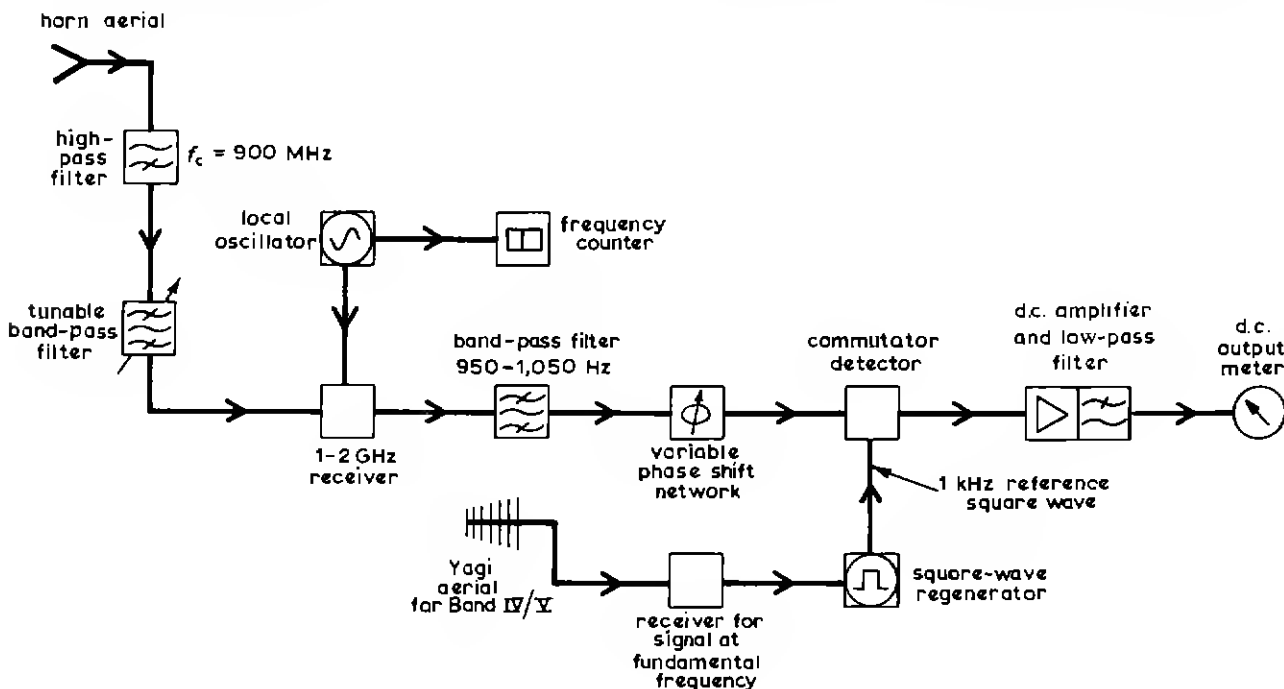 horn aerial
high-
pass
filter
f_c = 900 MHz
local
oscillator
frequency
counter
tunable
band-pass
filter
band-pass filter
950-1,050 Hz
commutator
detector
d.c. amplifier
and low-pass
filter
d.c.
output
meter
1-2 GHz
receiver
ϕ
variable
phase shift
network
1 kHz reference
square wave
Yagi
aerial
for Band IV/V
receiver for
signal at
fundamental
frequency
square-wave
regenerator